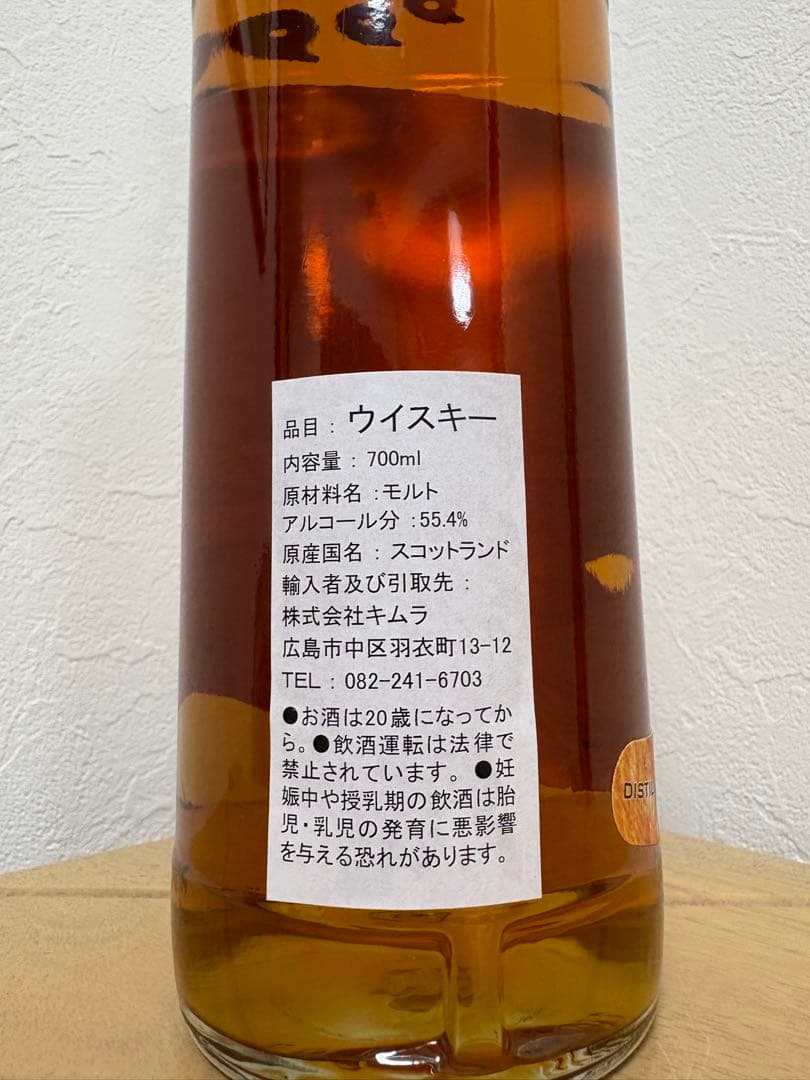 品目 : ウイスキー
内容量 : 700ml
原材料名 :モルト
アルコール分 :55.4%
原産国名 : スコットランド
輸入者及び引取先 :
株式会社キムラ
広島市中区羽衣町13-12
TEL : 082-241-6703
●お酒は20歳になってか
ら。●飲酒運転は法律で
禁止されています。●妊
娠中や授乳期の飲酒は胎
児・乳児の発育に悪影響
を与える恐れがあります。